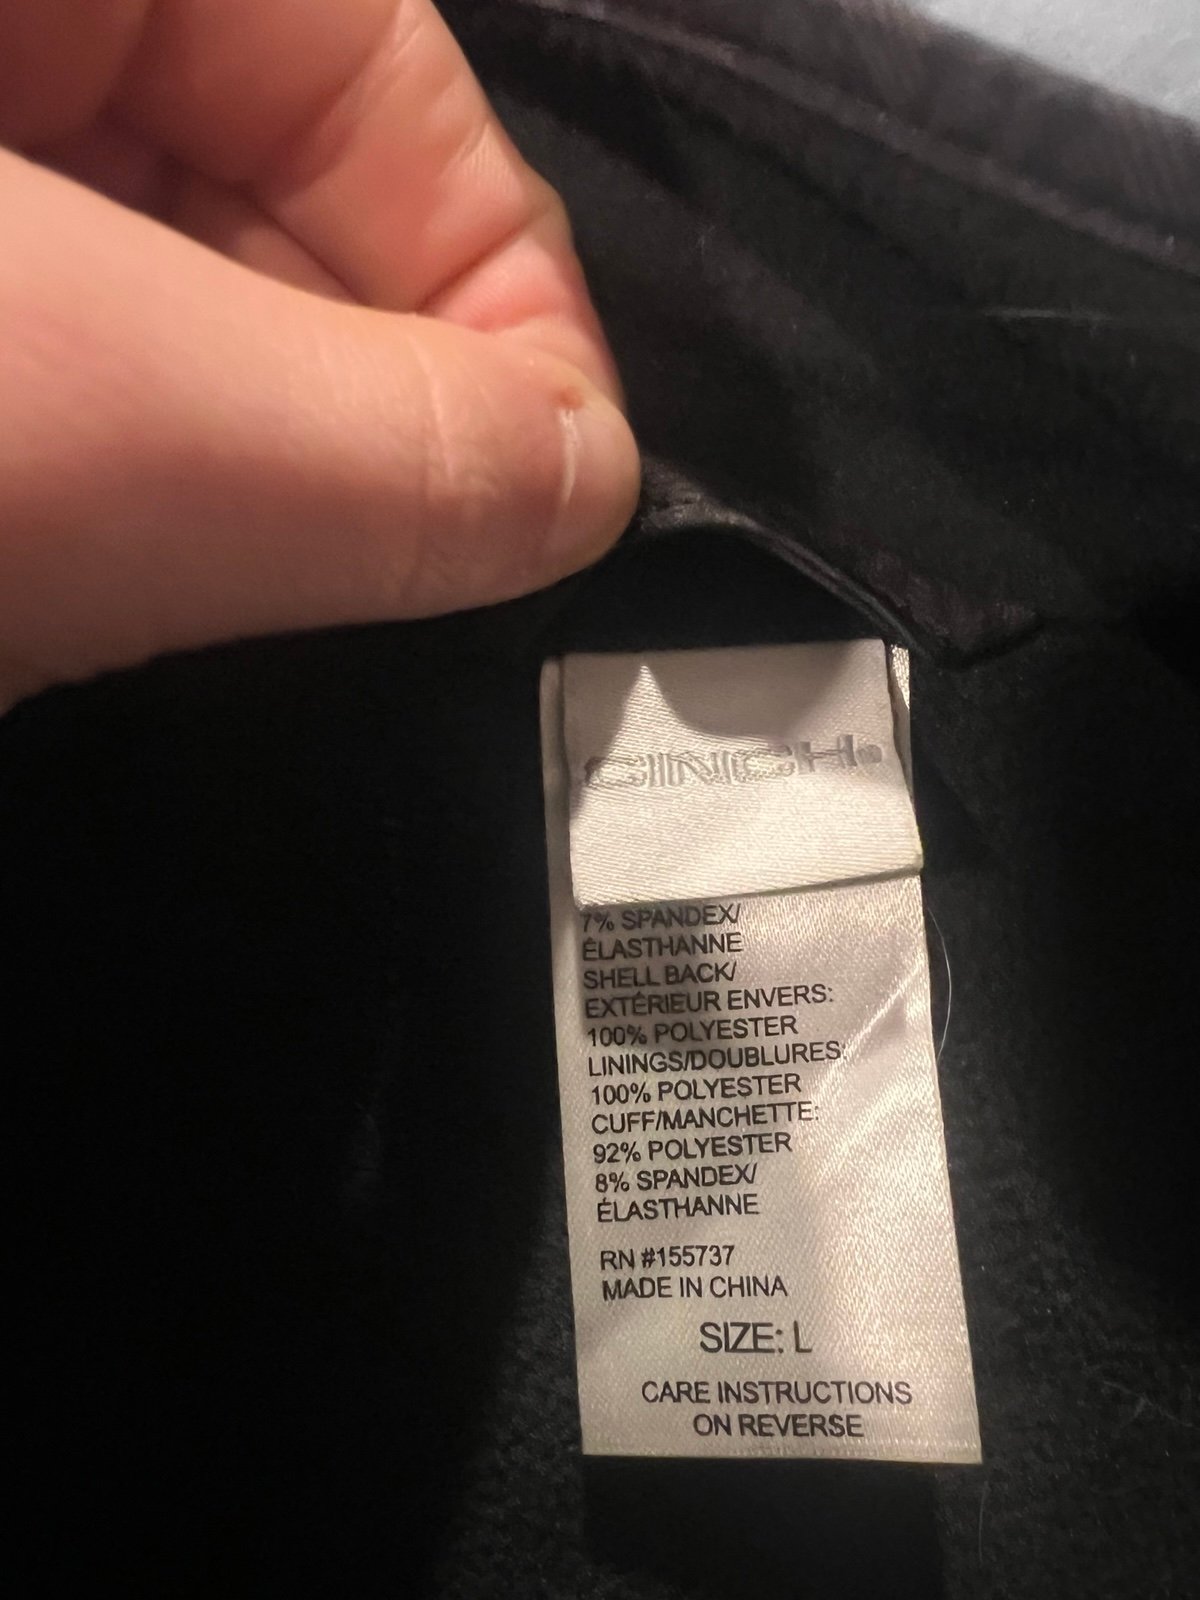 CINCH®
7% SPANDEX/
ÉLASTHANNE
SHELL BACK/
EXTÉRIEUR ENVERS:
100% POLYESTER
LININGS/DOUBLURES:
100% POLYESTER
CUFF/MANCHETTE:
92% POLYESTER
8% SPANDEX/
ÉLASTHANNE
RN #155737
MADE IN CHINA
SIZE: L
CARE INSTRUCTIONS
ON REVERSE